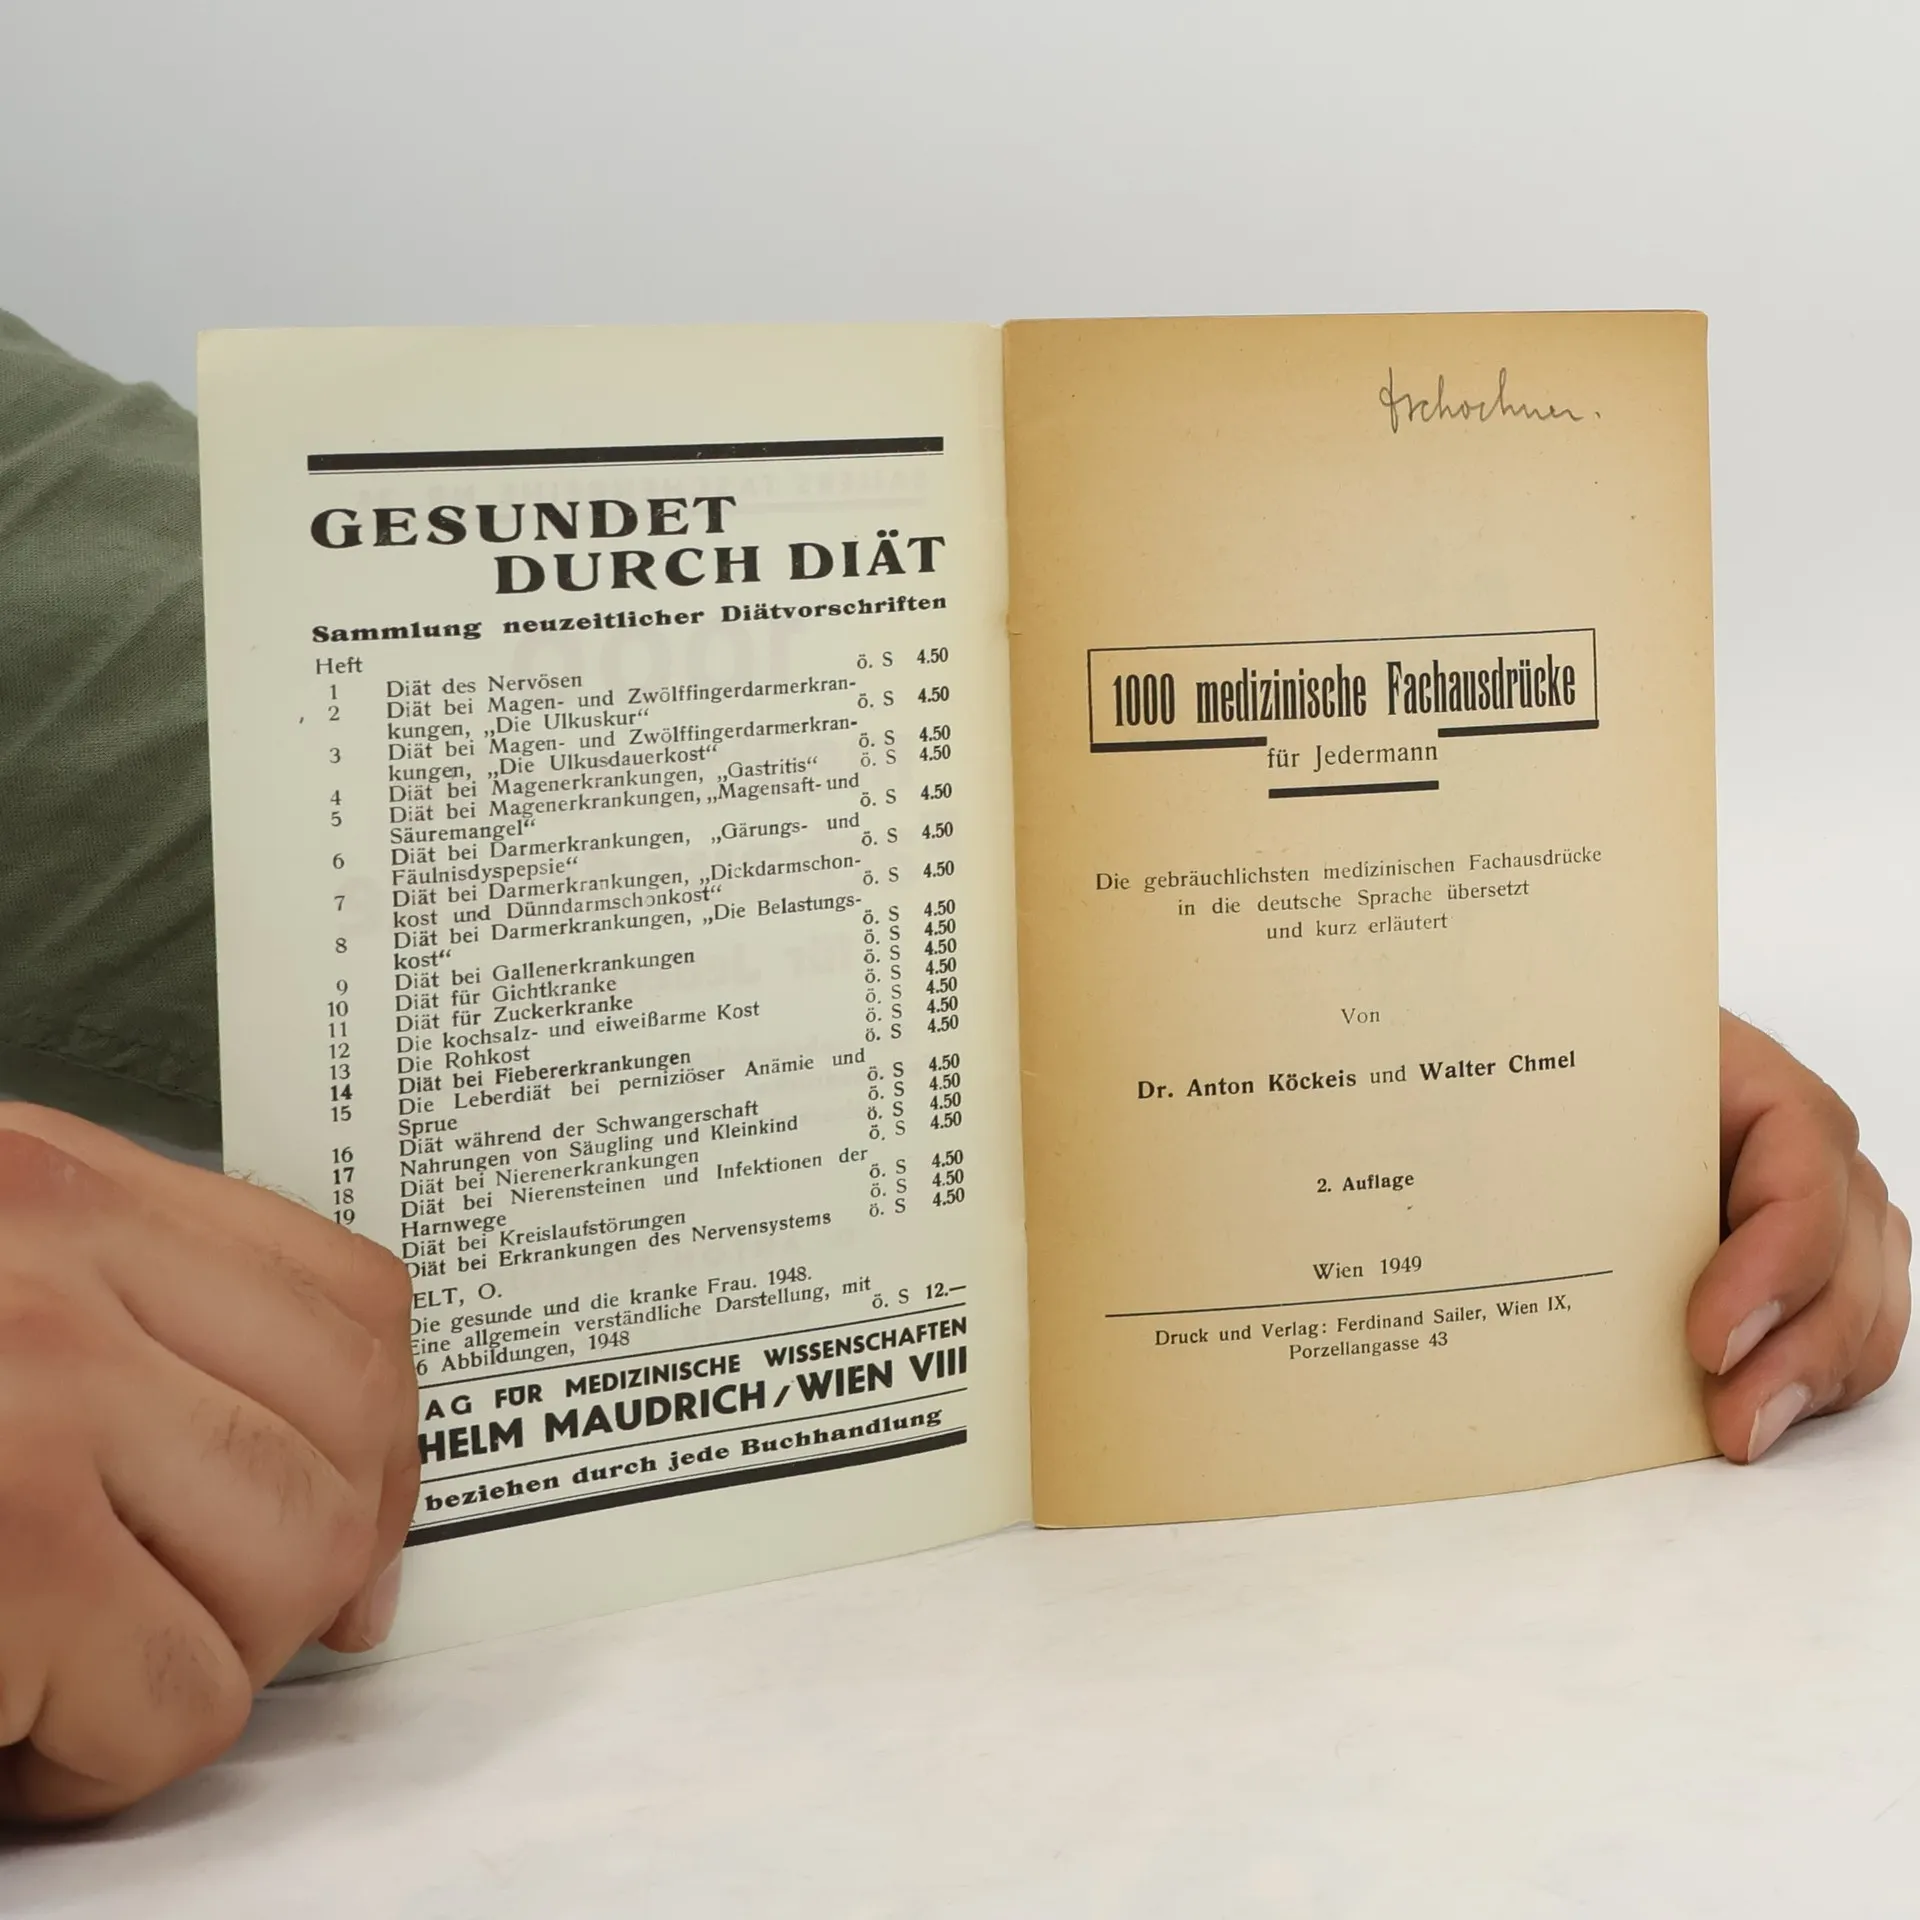 GESUNDET
DURCH DIÄT
Sammlung neuzeitlicher Diätvorschriften
Heft
1 Diät des Nervösen ö. S 4.50
2 Diät bei Magen- und Zwölffingerdarmerkran-
kungen, „Die Ulkuskur“ ö. S 4.50
3 Diät bei Magen- und Zwölffingerdarmerkran-
kungen, „Die Ulkusdauerkost“ ö. S 4.50
4 Diät bei Magenerkrankungen, „Gastritis“ ö. S 4.50
5 Diät bei Magenerkrankungen, „Magensaft- und
Säuremangel“ ö. S 4.50
6 Diät bei Darmerkrankungen, „Gärungs- und
Fäulnisdyspepsie“ ö. S 4.50
7 Diät bei Darmerkrankungen, „Dickdarmschon-
kost und Dünndarmschonkost“ ö. S 4.50
8 Diät bei Darmerkrankungen, „Die Belastungs-
kost“ ö. S 4.50
9 Diät bei Gallenerkrankungen ö. S 4.50
10 Diät für Gichtkranke ö. S 4.50
11 Diät für Zuckerkranke ö. S 4.50
12 Die kochsalz- und eiweißarme Kost ö. S 4.50
13 Die Rohkost ö. S 4.50
14 Diät bei Fiebererkrankungen ö. S 4.50
15 Die Leberdiät bei perniziöser Anämie und
Sprue ö. S 4.50
16 Diät während der Schwangerschaft ö. S 4.50
17 Nahrungen von Säugling und Kleinkind ö. S 4.50
18 Diät bei Nierenerkrankungen ö. S 4.50
19 Diät bei Nierensteinen und Infektionen der
Harnwege ö. S 4.50
Diät bei Kreislaufstörungen ö. S 4.50
Diät bei Erkrankungen des Nervensystems ö. S 4.50
ELT, O.
Die gesunde und die kranke Frau. 1948.
Eine allgemein verständliche Darstellung, mit
6 Abbildungen, 1948 ö. S 12.—
AG FÜR MEDIZINISCHE WISSENSCHAFTEN
HELM MAUDRICH / WIEN VIII
beziehen durch jede Buchhandlung
1000 medizinische Fachausdrücke
für Jedermann
Die gebräuchlichsten medizinischen Fachausdrücke
in die deutsche Sprache übersetzt
und kurz erläutert
Von
Dr. Anton Köckeis und Walter Chmel
2. Auflage
Wien 1949
Druck und Verlag: Ferdinand Sailer, Wien IX,
Porzellangasse 43